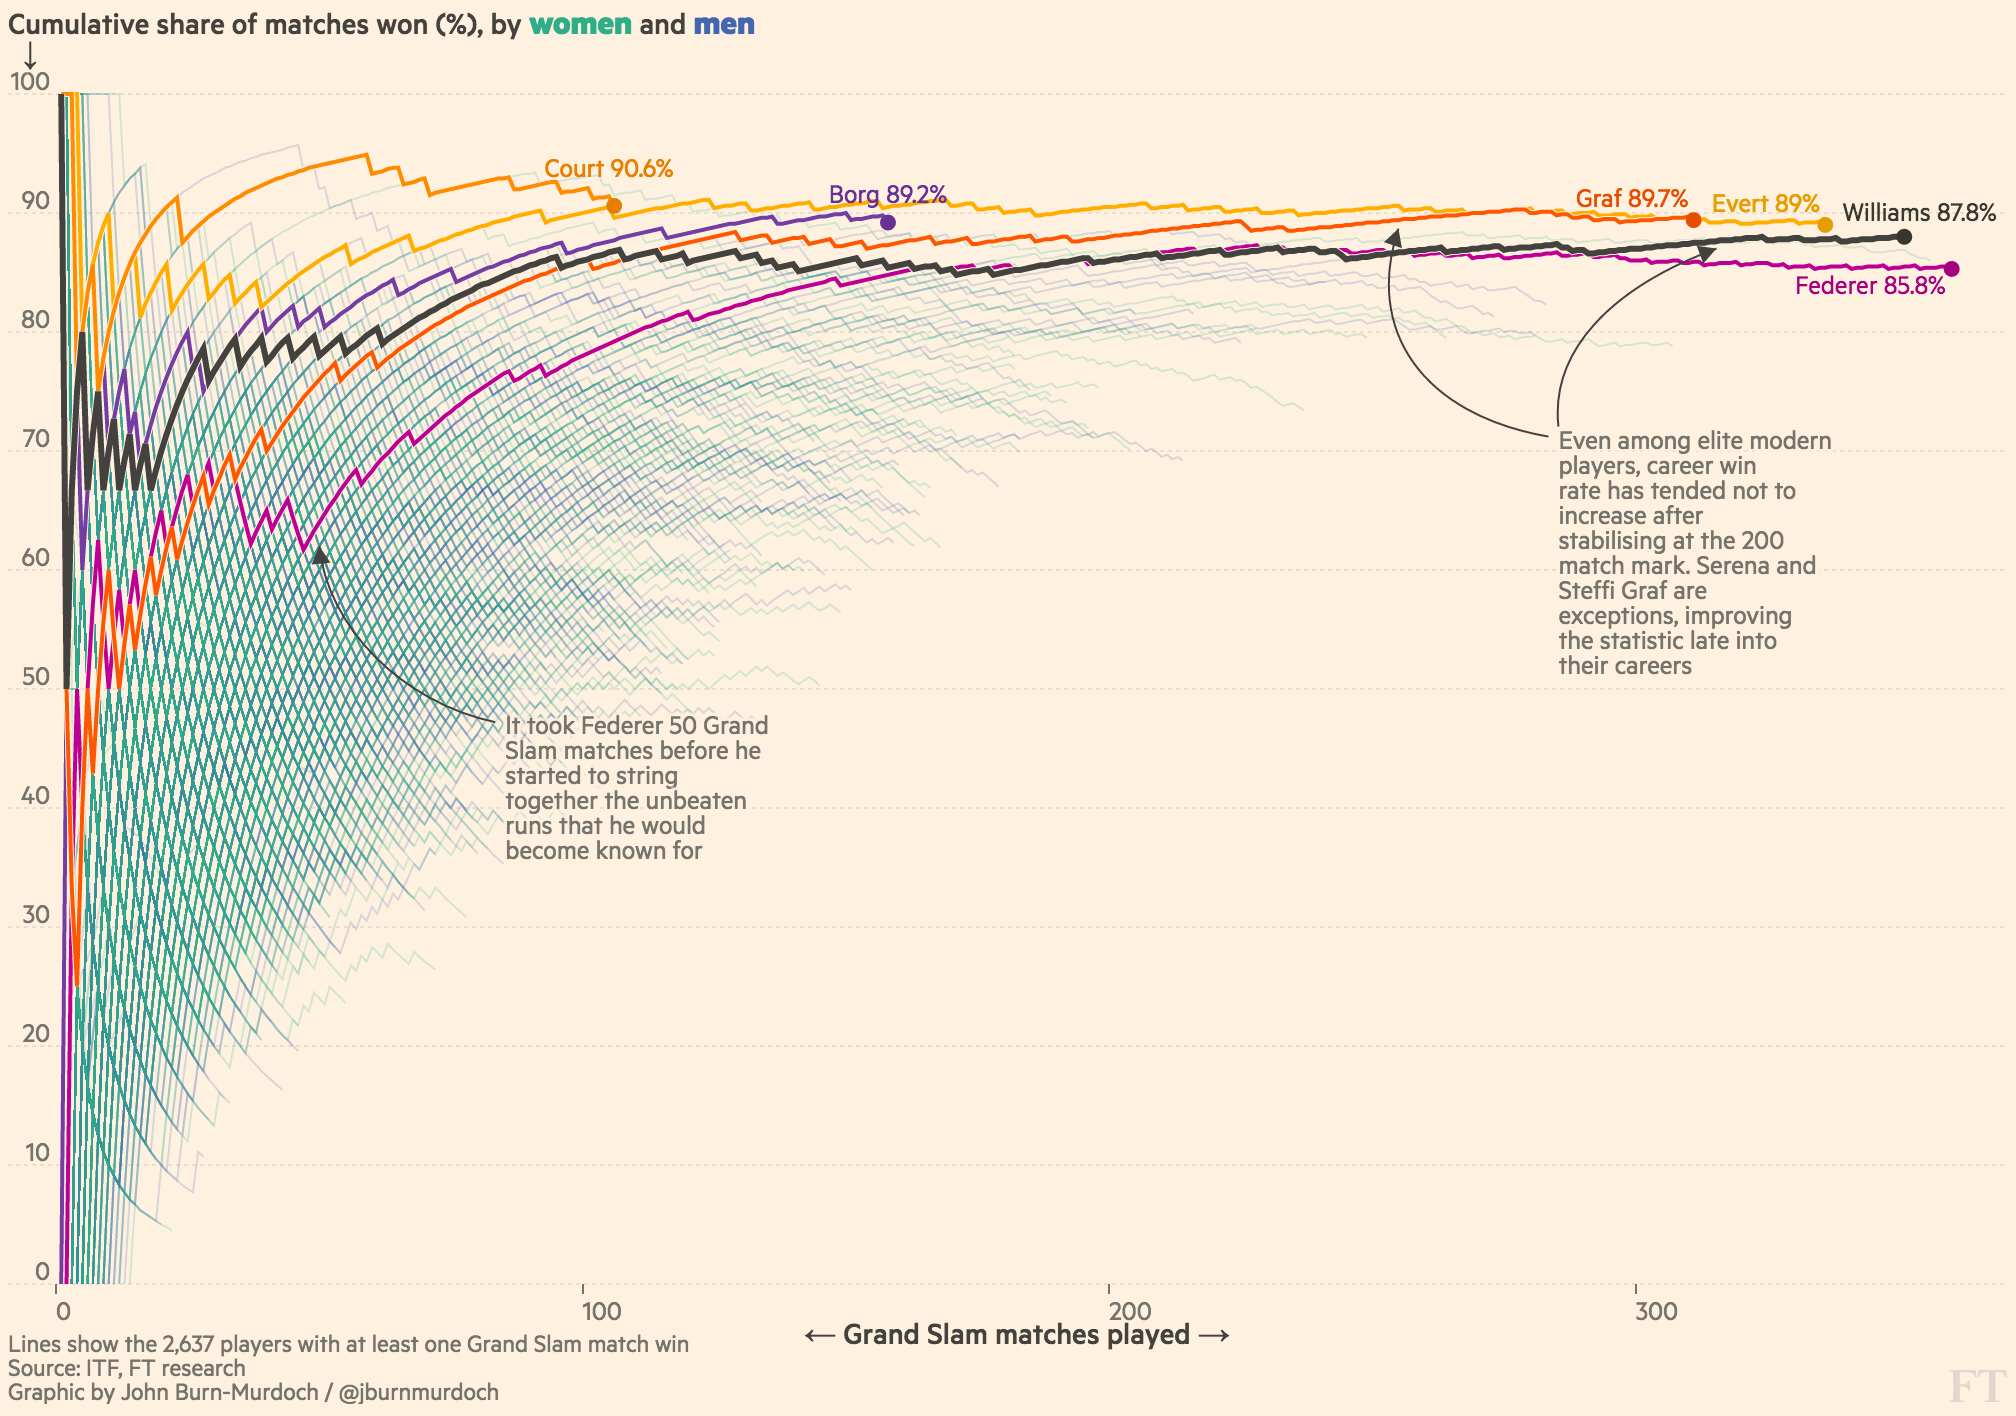 Cumulative share of matches won (%), by women and men
100
90
80
70
60
50
40
30
20
10
0
Court 90.6%
Borg 89.2%
Graf 89.7%
Evert 89%
Williams 87.8%
Federer 85.8%
Even among elite modern
players, career win
rate has tended not to
increase after
stabilising at the 200
match mark. Serena and
Steffi Graf are
exceptions, improving
the statistic late into
their careers
It took Federer 50 Grand
Slam matches before he
started to string
together the unbeaten
runs that he would
become known for
0
100
200
300
← Grand Slam matches played →
Lines show the 2,637 players with at least one Grand Slam match win
Source: ITF, FT research
Graphic by John Burn-Murdoch / @jburnmurdoch
FT